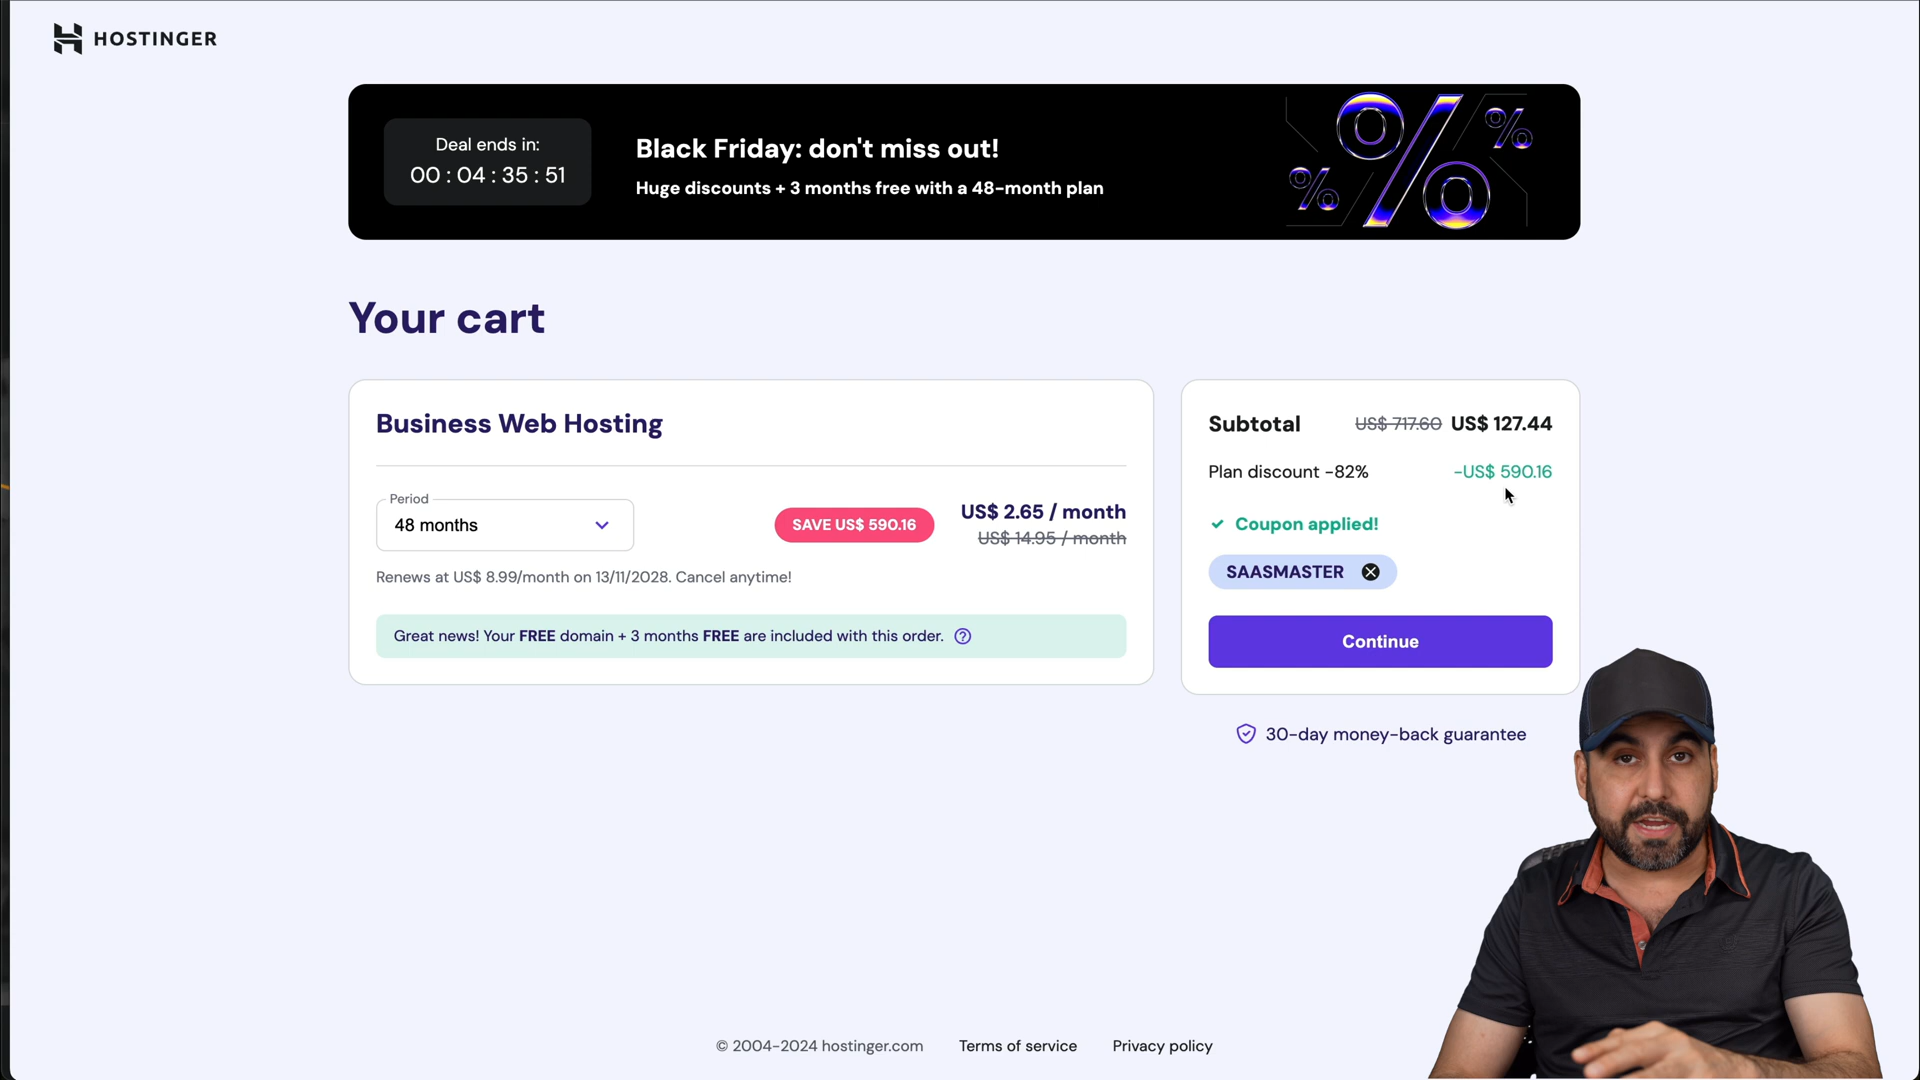 HOSTINGER
Deal ends in:
00 : 04 : 35 : 51
Black Friday: don't miss out!
Huge discounts + 3 months free with a 48-month plan
% % %
Your cart
Business Web Hosting
Period
48 months
SAVE US$ 590.16
US$ 2.65 / month
US$ 14.95 / month
Renews at US$ 8.99/month on 13/11/2028. Cancel anytime!
Great news! Your FREE domain + 3 months FREE are included with this order. ?
Subtotal US$ 717.60 US$ 127.44
Plan discount -82% -US$ 590.16
Coupon applied!
SAASMASTER
Continue
30-day money-back guarantee
© 2004-2024 hostinger.com Terms of service Privacy policy